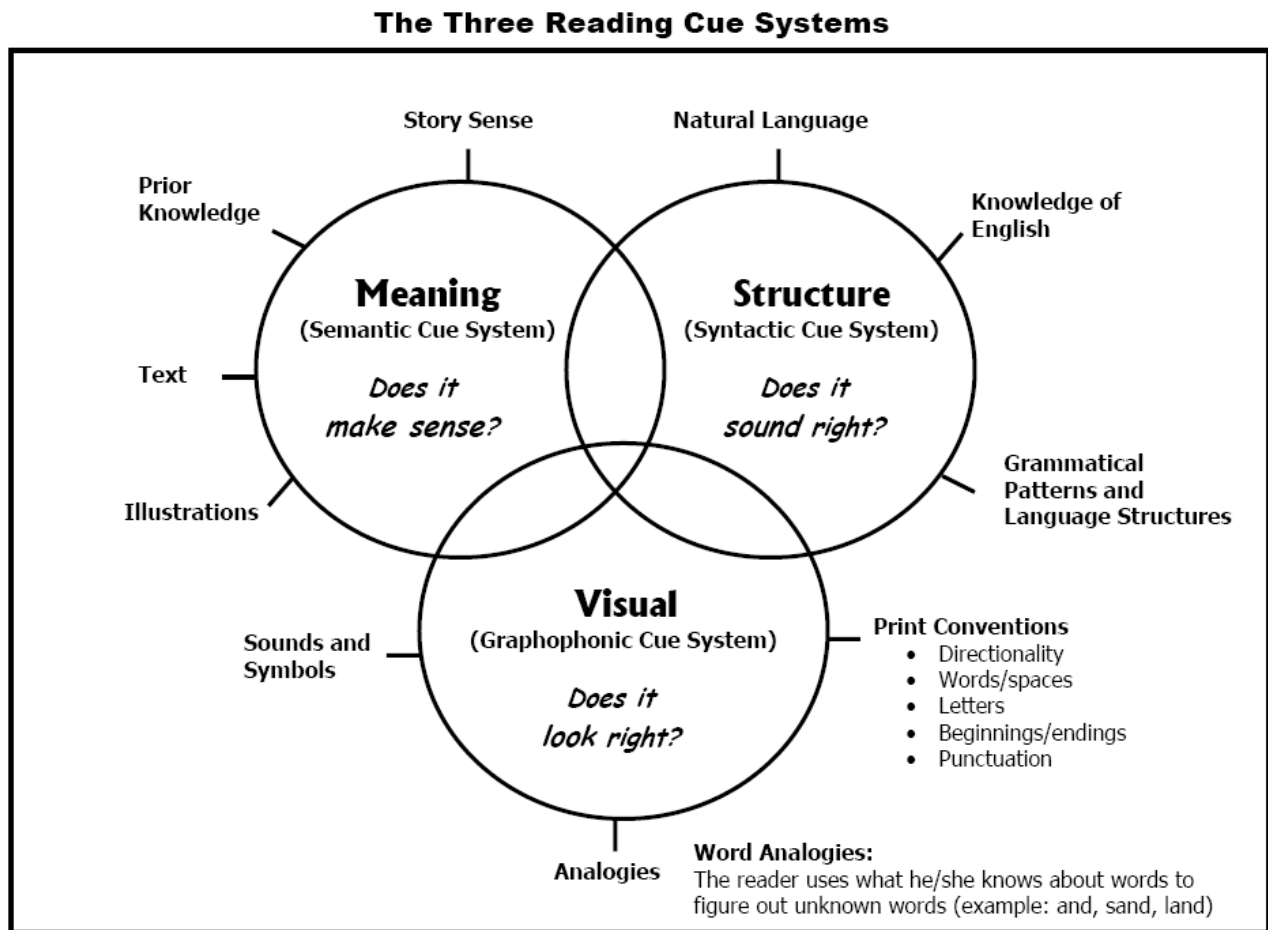 The Three Reading Cue Systems
Story Sense
Natural Language
Prior
Knowledge
Knowledge of
English
Meaning
(Semantic Cue System)
Does it
make sense?
Structure
(Syntactic Cue System)
Does it
sound right?
Text
Illustrations
Grammatical
Patterns and
Language Structures
Visual
(Graphophonic Cue System)
Does it
look right?
Sounds and
Symbols
Print Conventions
• Directionality
• Words/spaces
• Letters
• Beginnings/endings
• Punctuation
Analogies
Word Analogies:
The reader uses what he/she knows about words to
figure out unknown words (example: and, sand, land)